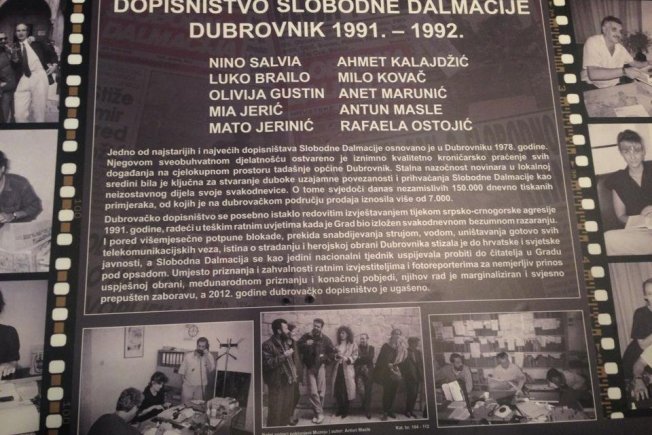 DOPISNIŠTVO SLOBODNE DALMACIJE
DUBROVNIK 1991. – 1992.
NINO SALVIA
LUKO BRAILO
OLIVIJA GUSTIN
MIA JERIĆ
MATO JERINIĆ
AHMET KALAJDŽIĆ
MILO KOVAČ
ANET MARUNIĆ
ANTUN MASLE
RAFAELA OSTOJIĆ
Jedno od najstarijih i najvećih dopisništava Slobodne Dalmacije osnovano je u Dubrovniku 1978. godine.
Njegovom sveobuhvatnom djelatnošću ostvareno je iznimno kvalitetno kroničarsko praćenje svih
događanja na cjelokupnom prostoru tadašnje općine Dubrovnik. Stalna nazočnost novinara u lokalnoj
sredini bila je ključna za stvaranje duboke uzajamne povezanosti i prihvaćanja Slobodne Dalmacije kao
neizostavnog dijela svoje svakodnevice. O tome svjedoči danas nezamislivih 150.000 dnevno tiskanih
primjeraka, od kojih je na dubrovačkom području prodaja iznosila više od 7.000.
Dubrovačko dopisništvo se posebno istaklo redovitim izvještavanjem tijekom srpsko-crnogorske agresije
1991. godine, radeći u teškim ratnim uvjetima kada je Grad bio izložen svakodnevnom bezumnom razaranju.
I pored višemjesečne potpune blokade, prekida snabdijevanja strujom, vodom, uništavanja gotovo svih
telekomunikacijskih veza, istina o stradanju i herojskoj obrani Dubrovnika stizala je do hrvatske i svjetske
javnosti, a Slobodna Dalmacija se kao jedini nacionalni tjednik uspijevala probiti do čitatelja u Gradu
pod opsadom. Umjesto priznanja i zahvalnosti ratnim izvjestiteljima i fotoreporterima za nemjerljiv prinos
uspješnoj obrani, međunarodnom priznanju i konačnoj pobjedi, njihov rad je marginaliziran i svjesno
prepušten zaboravu, a 2012. godine dubrovačko dopisništvo je ugašeno.